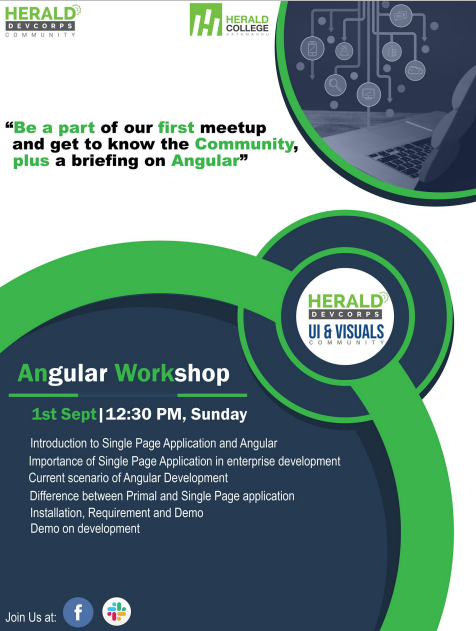 HERALD
DEVCORPS
COMMUNITY
HERALD
COLLEGE
KATHMANDU
“Be a part of our first meetup
and get to know the Community,
plus a briefing on Angular”
HERALD
DEVCORPS
UI & VISUALS
COMMUNITY
Angular Workshop
1st Sept|12:30 PM, Sunday
Introduction to Single Page Application and Angular
Importance of Single Page Application in enterprise development
Current scenario of Angular Development
Difference between Primal and Single Page application
Installation, Requirement and Demo
Demo on development
Join Us at:
f